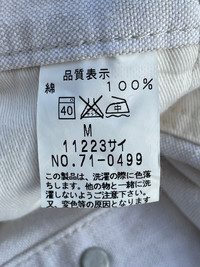 品質表示
綿 100%
40 中
M
11223サイ
NO.71-0499
この製品は、洗濯の際に色落
ちします。他の物と一緒に洗
濯しないようご注意下さい。
又、変色等の原因となります